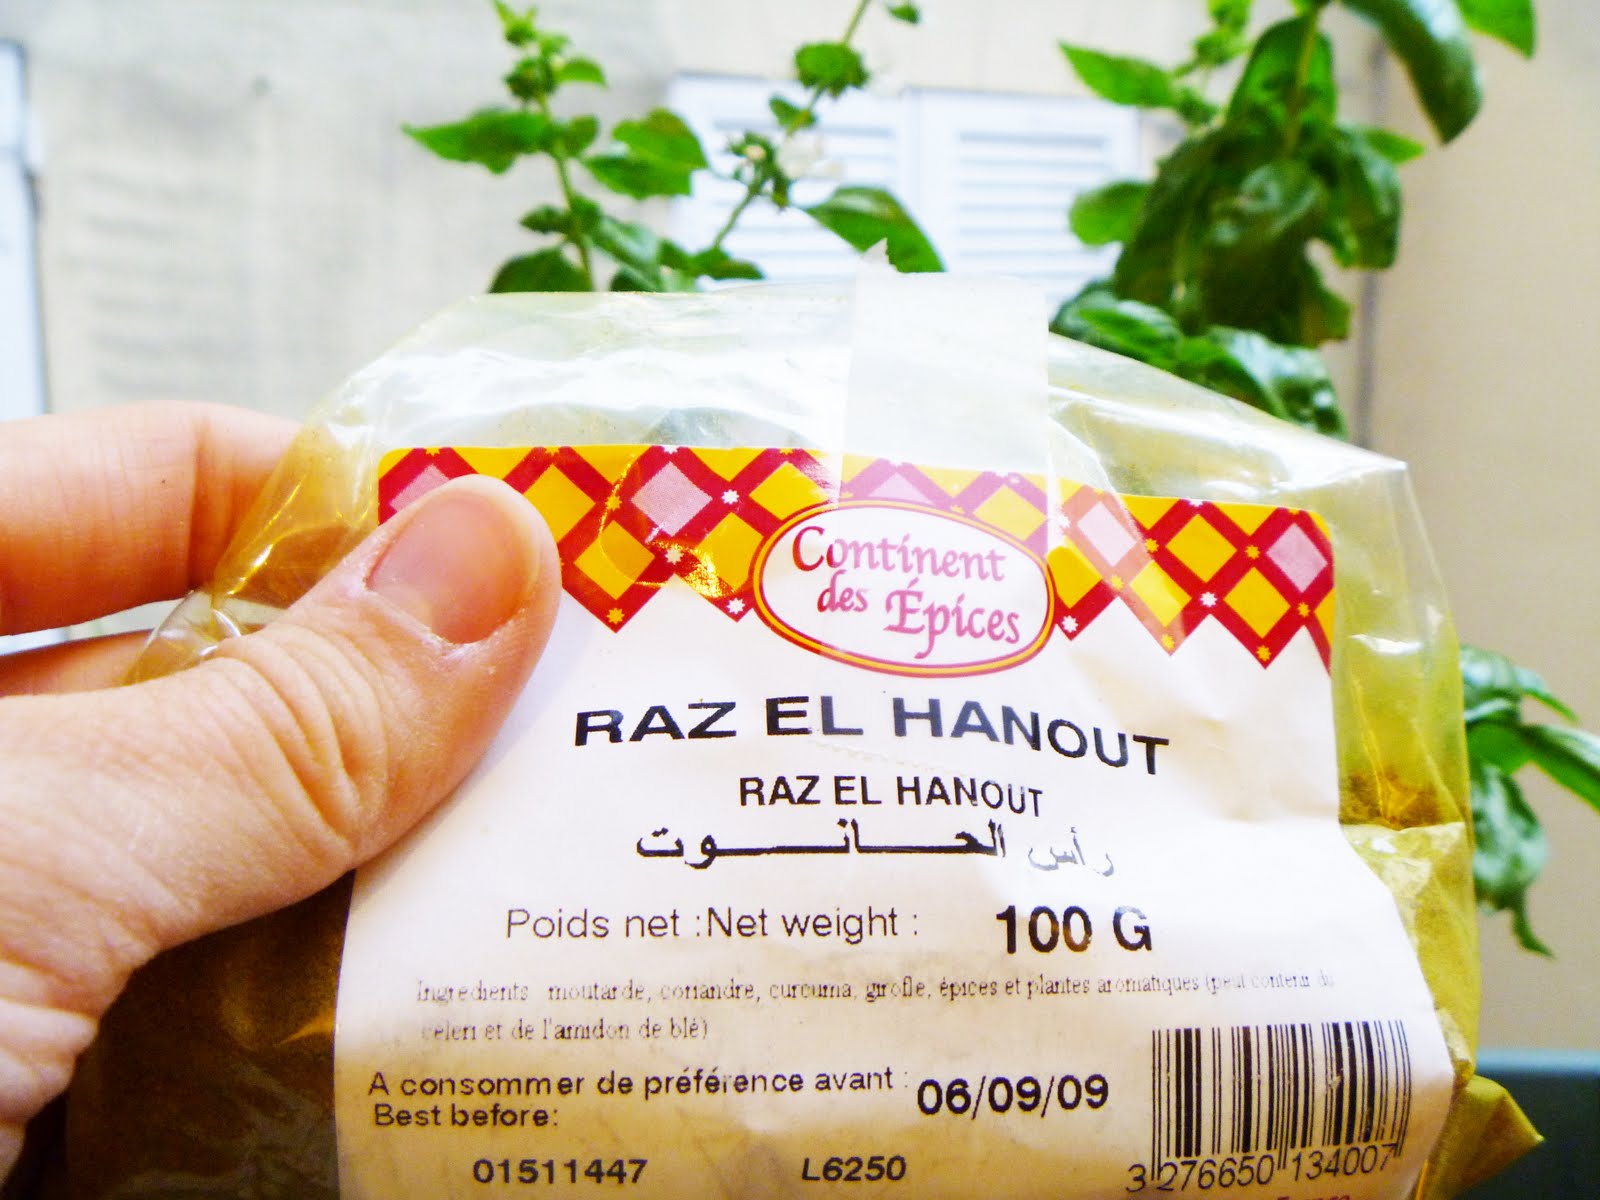 Continent
des Épices
RAZ EL HANOUT
RAZ EL HANOUT
رأس الحانوت
Poids net : Net weight : 100 G
Ingredients moutarde, coriandre, curcuma, girofle, épices et plantes aromatiques (peut contenir du
celeri et de l'amidon de blé)
A consommer de préférence avant : 06/09/09
Best before:
01511447 L6250
3 276650 134007